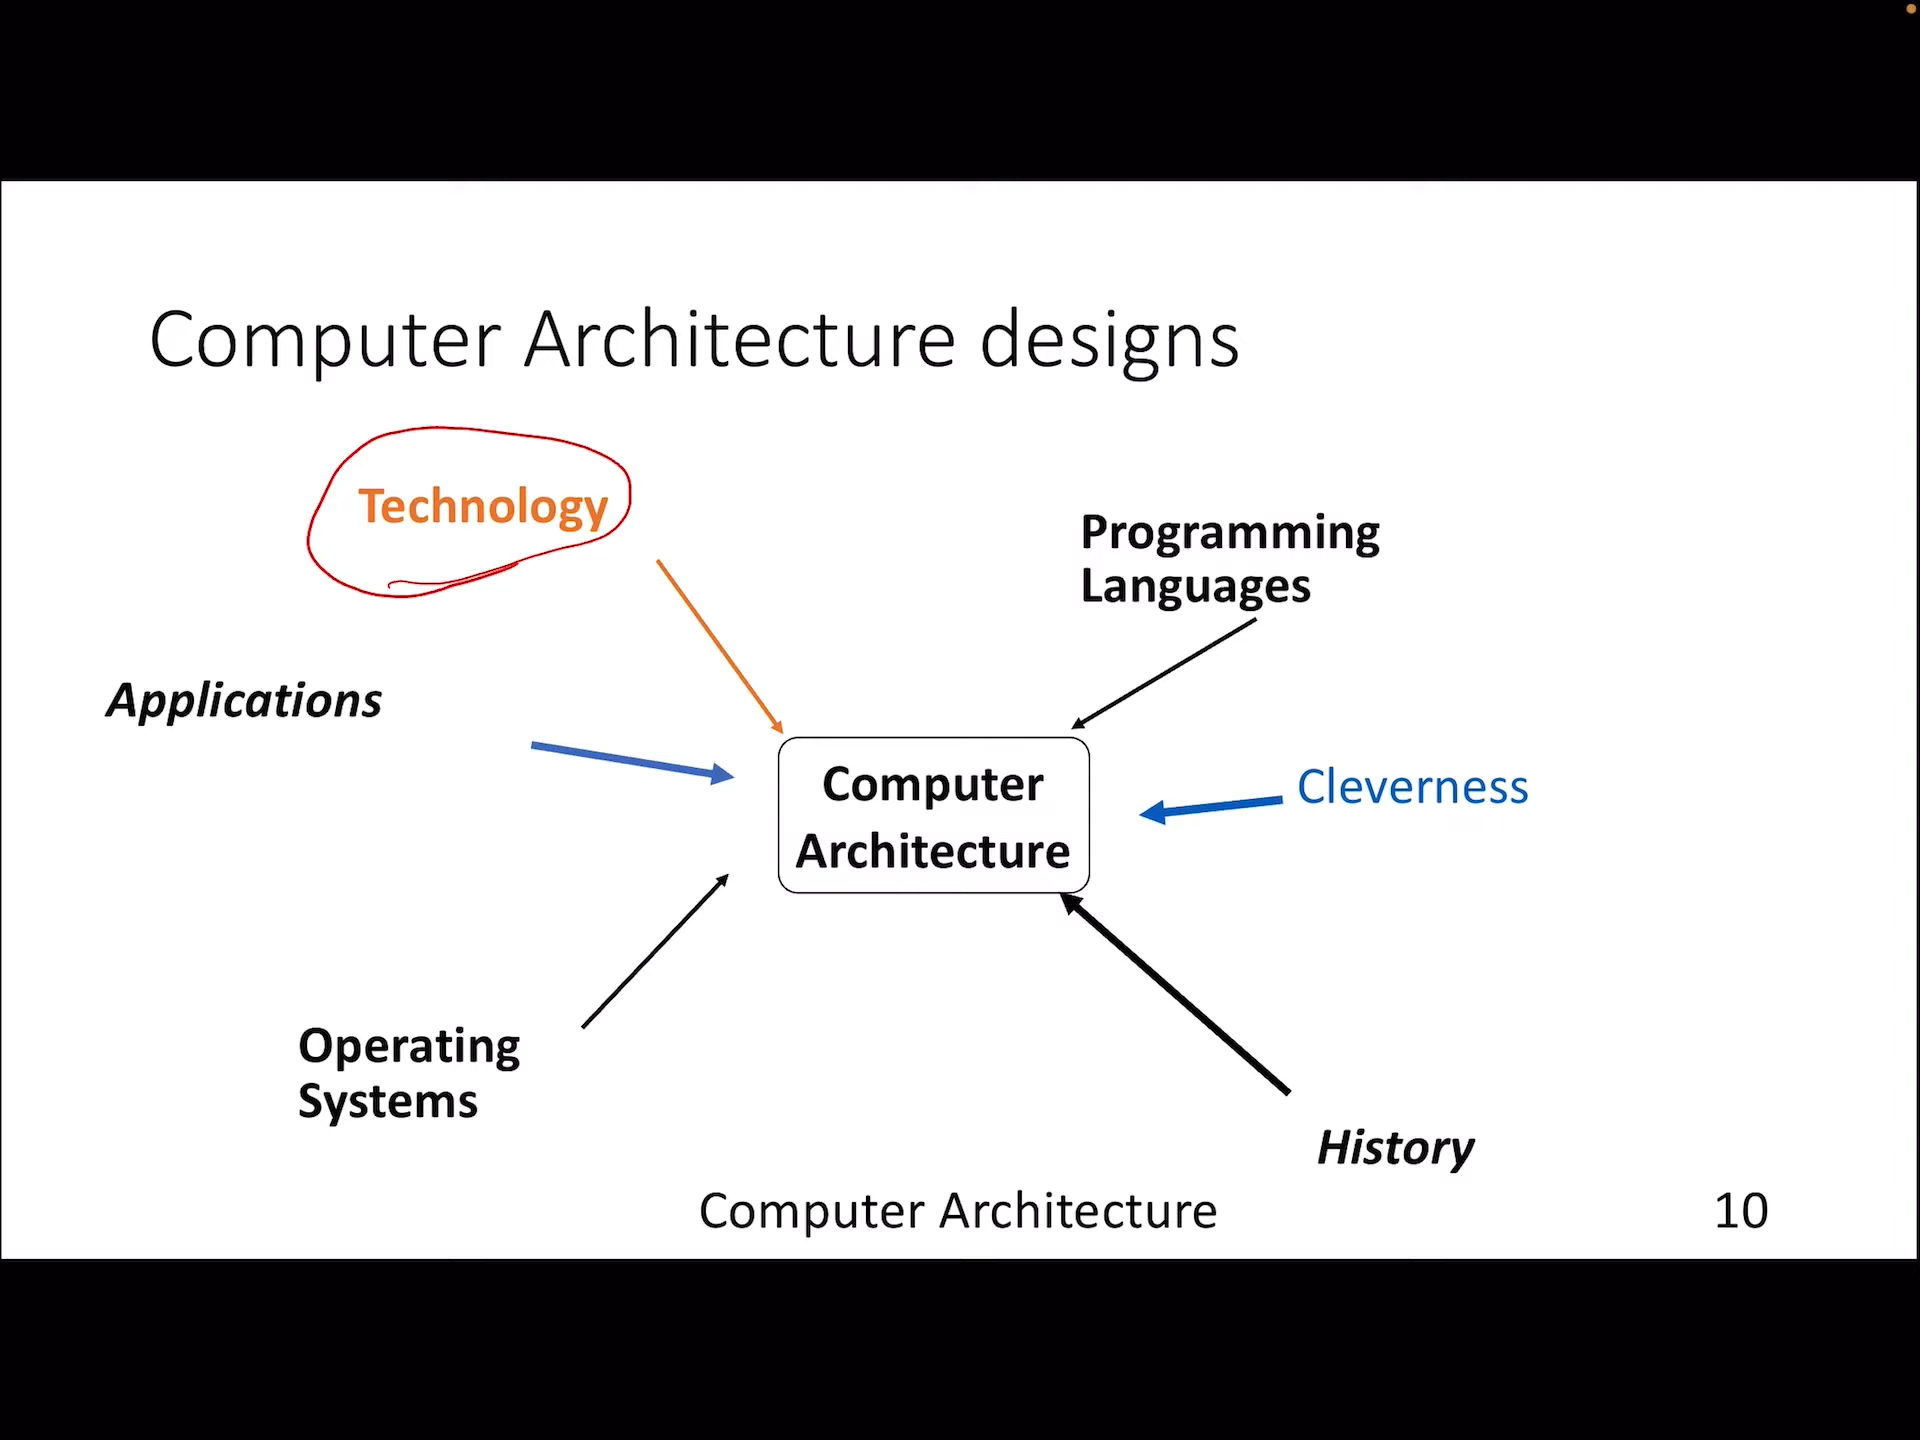 Computer Architecture designs
Technology
Programming
Languages
Applications
Computer
Architecture
Cleverness
Operating
Systems
History
Computer Architecture
10